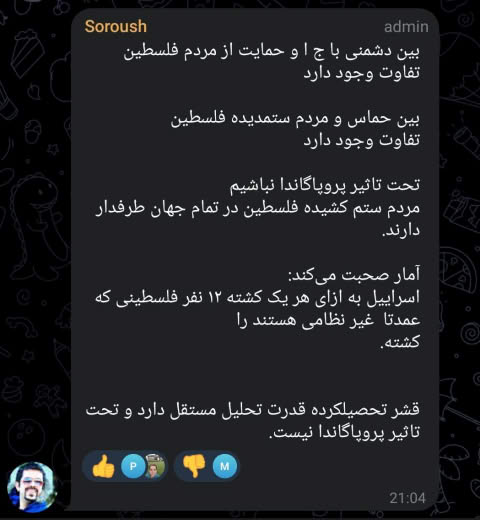 Soroush admin
بین دشمنی با ج ا و حمایت از مردم فلسطین
تفاوت وجود دارد
بین حماس و مردم ستمدیده فلسطین
تفاوت وجود دارد
تحت تاثیر پروپاگاندا نباشیم
مردم ستم کشیده فلسطین در تمام جهان طرفدار
دارند.
آمار صحبت می‌کند:
اسراییل به ازای هر یک کشته ۱۲ نفر فلسطینی که
عمدتا غیر نظامی هستند را
کشته.
قشر تحصیلکرده قدرت تحلیل مستقل دارد و تحت
تاثیر پروپاگاندا نیست.
👍 P 👎 M
21:04